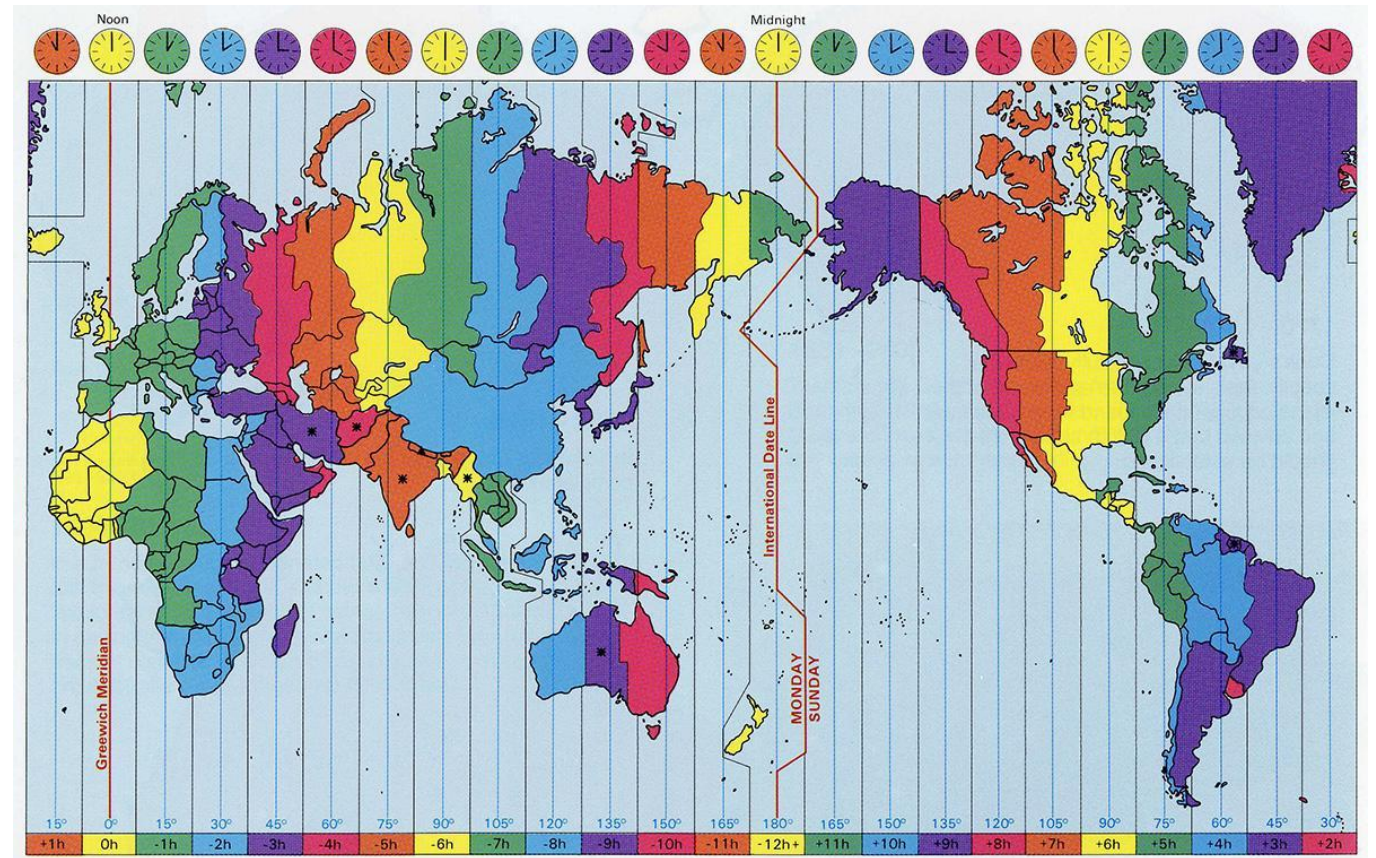 Noon Midnight
International Date Line
Greewich Meridian
MONDAY
SUNDAY
15° 0° 15° 30° 45° 60° 75° 90° 105° 120° 135° 150° 165° 180° 165° 150° 135° 120° 105° 90° 75° 60° 45° 30°
+1h 0h -1h -2h -3h -4h -5h -6h -7h -8h -9h -10h -11h -12h+ +11h +10h +9h +8h +7h +6h +5h +4h +3h +2h